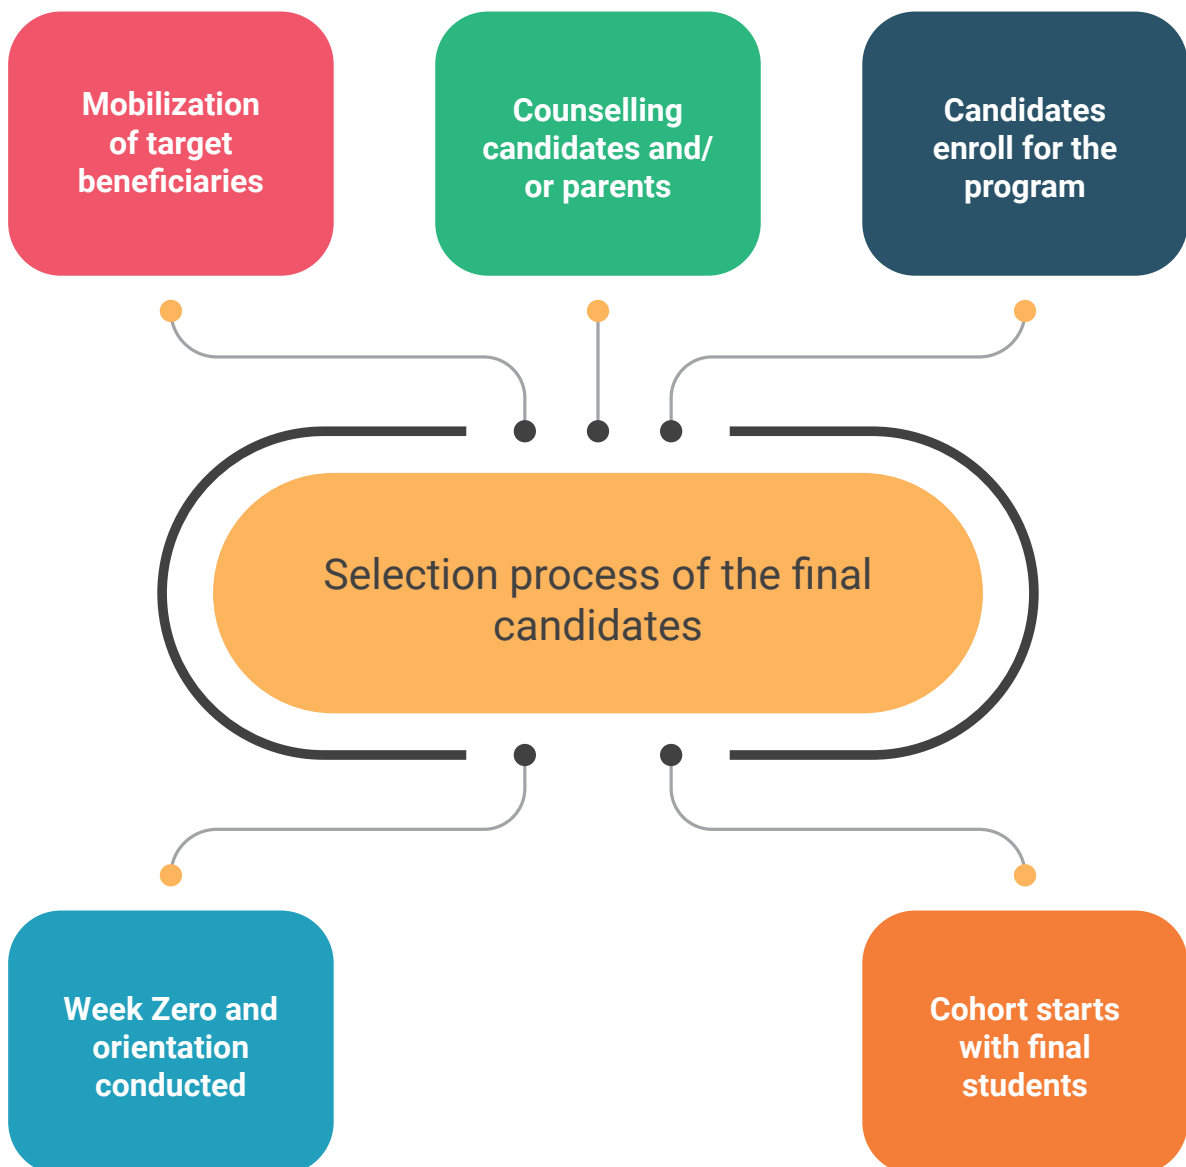 Mobilization
of target
beneficiaries
Counselling
candidates and/
or parents
Candidates
enroll for the
program
Selection process of the final
candidates
Week Zero and
orientation
conducted
Cohort starts
with final
students